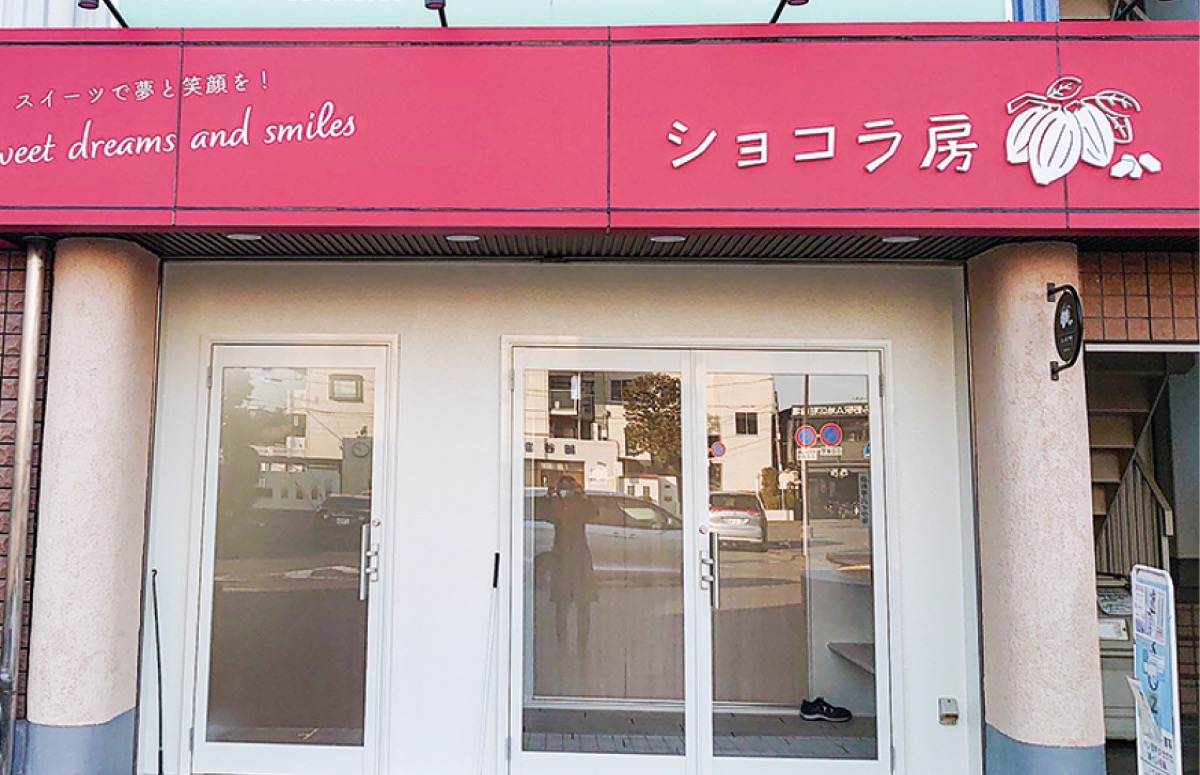 スイーツで夢と笑顔を!
weet dreams and smiles
ショコラ房